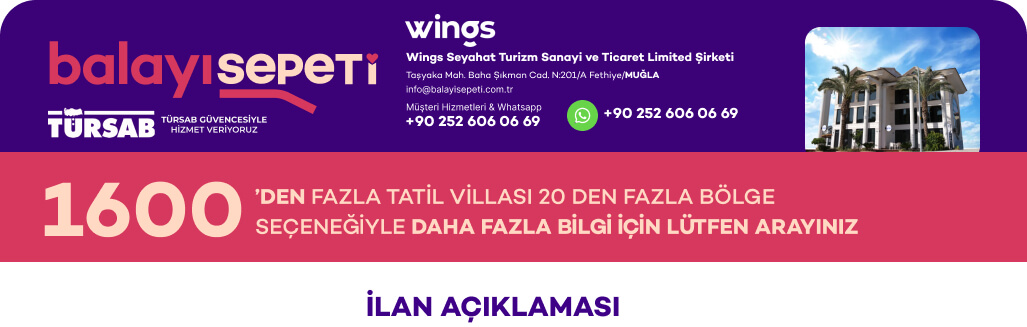 balayısepeti
TÜRSAB
TÜRSAB GÜVENCESİYLE
HİZMET VERİYORUZ
wings
Wings Seyahat Turizm Sanayi ve Ticaret Limited Şirketi
Taşyaka Mah. Baha Şıkman Cad. N:201/A Fethiye/MUĞLA
info@balayisepeti.com.tr
Müşteri Hizmetleri & Whatsapp
+90 252 606 06 69
+90 252 606 06 69
1600
’DEN FAZLA TATİL VİLLASI 20 DEN FAZLA BÖLGE
SEÇENEĞİYLE DAHA FAZLA BİLGİ İÇİN LÜTFEN ARAYINIZ
İLAN AÇIKLAMASI